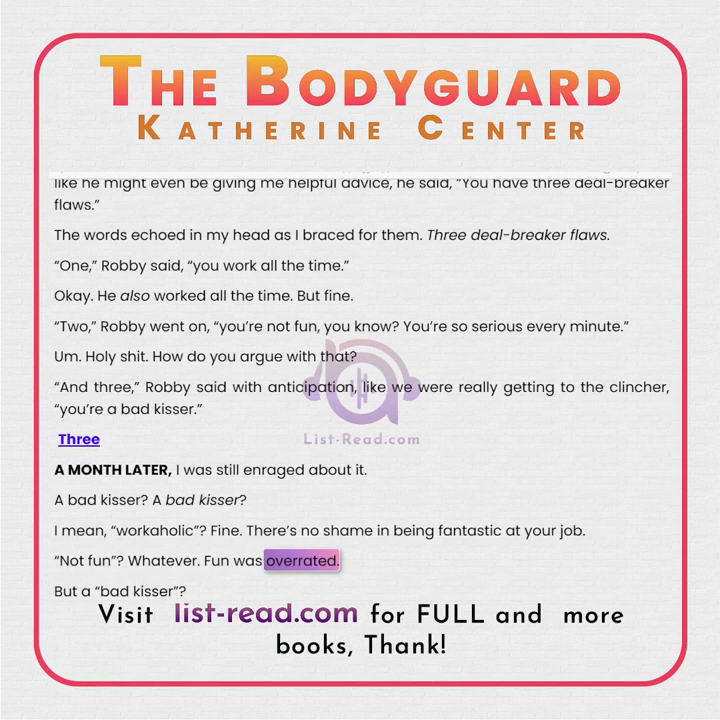 THE BODYGUARD
KATHERINE CENTER
like he might even be giving me helpful advice, he said, “You have three deal-breaker
flaws.”
The words echoed in my head as I braced for them. Three deal-breaker flaws.
“One,” Robby said, “you work all the time.”
Okay. He also worked all the time. But fine.
“Two,” Robby went on, “you’re not fun, you know? You’re so serious every minute.”
Um. Holy shit. How do you argue with that?
“And three,” Robby said with anticipation, like we were really getting to the clincher,
“you’re a bad kisser.”
List-Read.com
Three
A MONTH LATER, I was still enraged about it.
A bad kisser? A bad kisser?
I mean, “workaholic”? Fine. There’s no shame in being fantastic at your job.
“Not fun”? Whatever. Fun was overrated.
But a “bad kisser”?
Visit list-read.com for FULL and more
books, Thank!